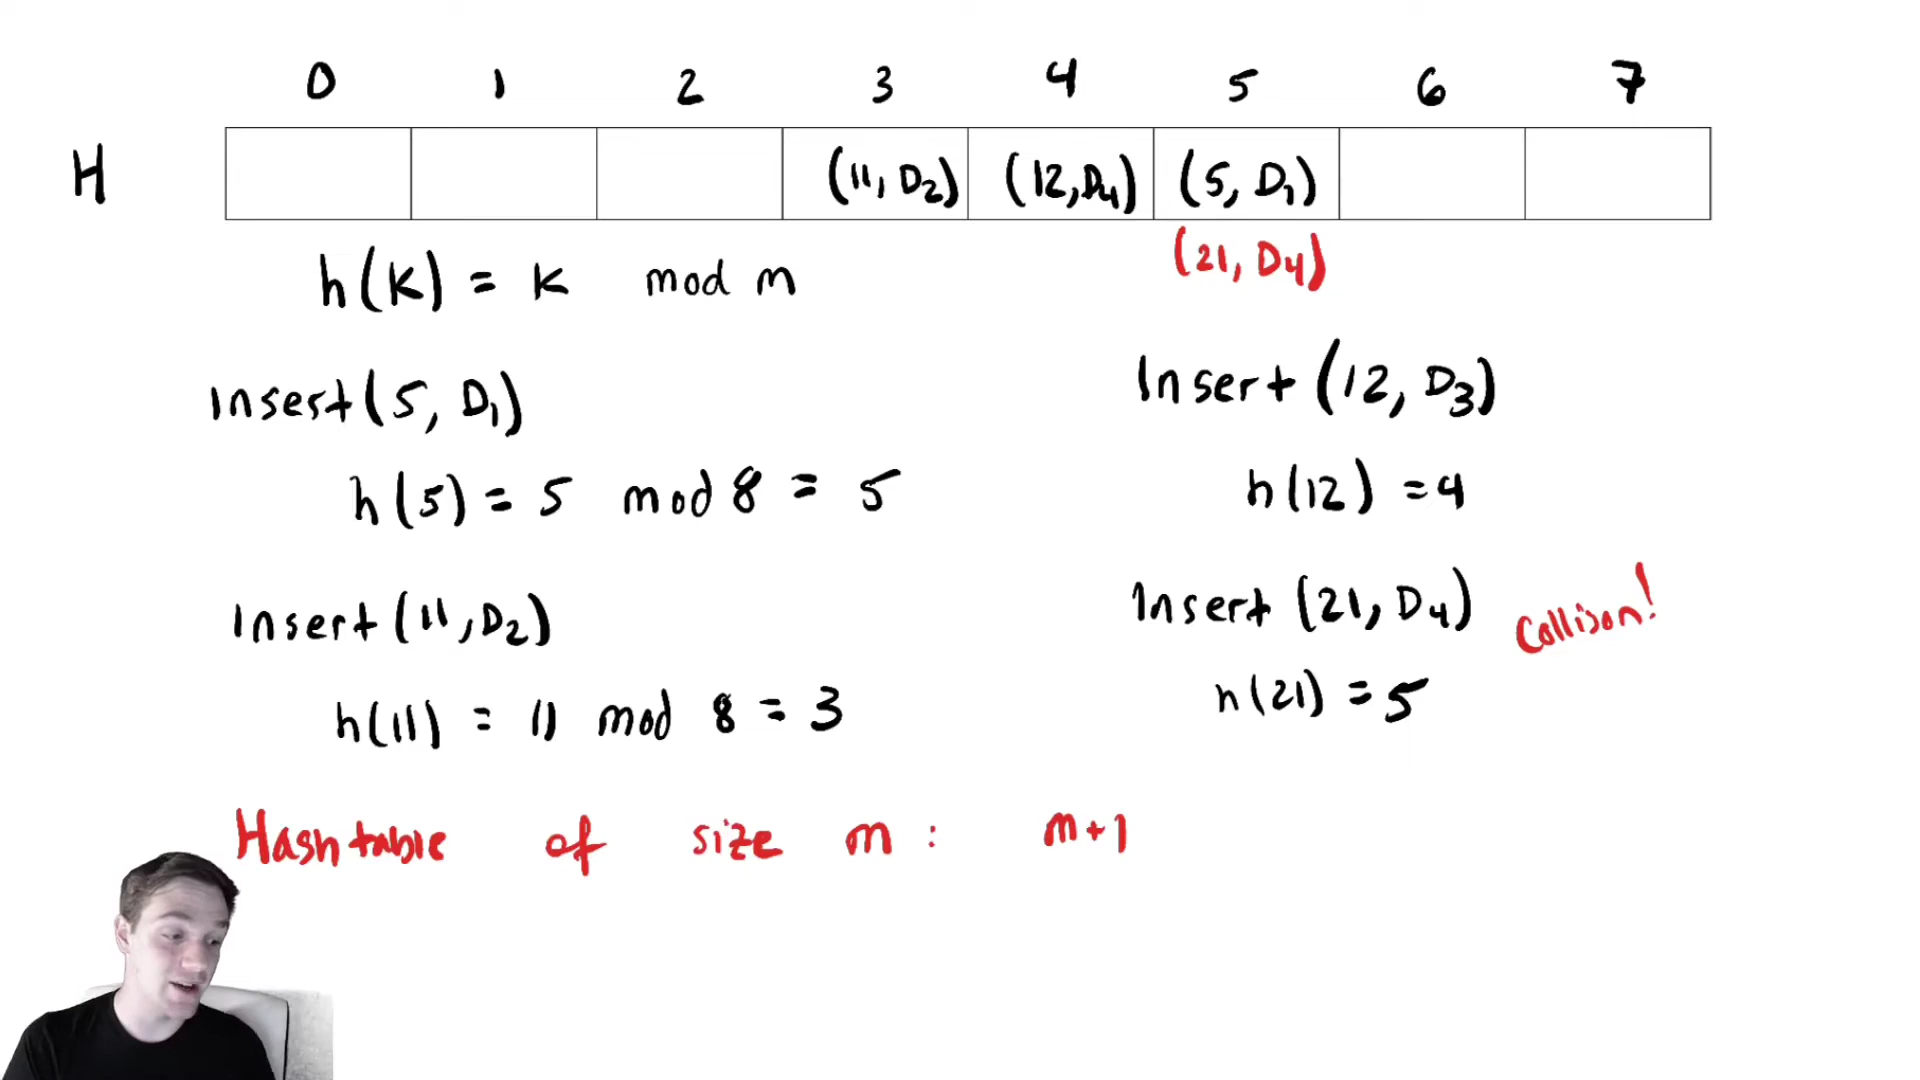 0 1 2 3 4 5 6 7
H (11, D2) (12, D4) (5, D1)
(21, D4)
h(K) = K mod m
Insert(5, D1)
h(5) = 5 mod 8 = 5
Insert(11, D2)
h(11) = 11 mod 8 = 3
Insert(12, D3)
h(12) = 4
Insert(21, D4) Collison!
h(21) = 5
Hashtable of size m: m+1